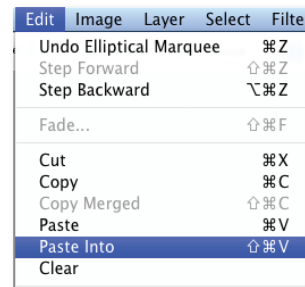 Edit Image Layer Select Filte
Undo Elliptical Marquee ⌘Z
Step Forward ⇧⌘Z
Step Backward ⌥⌘Z
Fade... ⇧⌘F
Cut ⌘X
Copy ⌘C
Copy Merged ⇧⌘C
Paste ⌘V
Paste Into ⇧⌘V
Clear